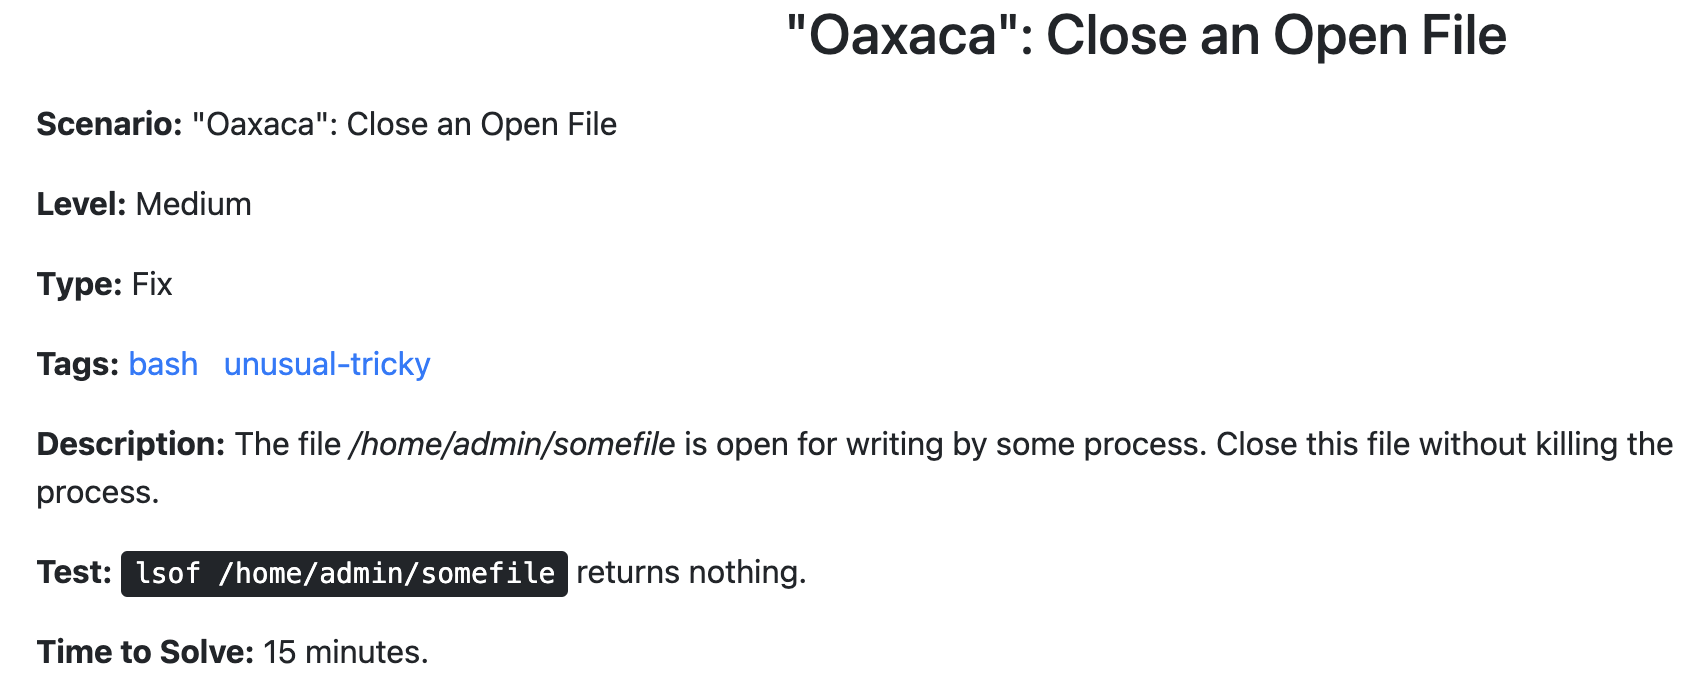 "Oaxaca": Close an Open File
Scenario: "Oaxaca": Close an Open File
Level: Medium
Type: Fix
Tags: bash unusual-tricky
Description: The file /home/admin/somefile is open for writing by some process. Close this file without killing the
process.
Test: lsof /home/admin/somefile returns nothing.
Time to Solve: 15 minutes.